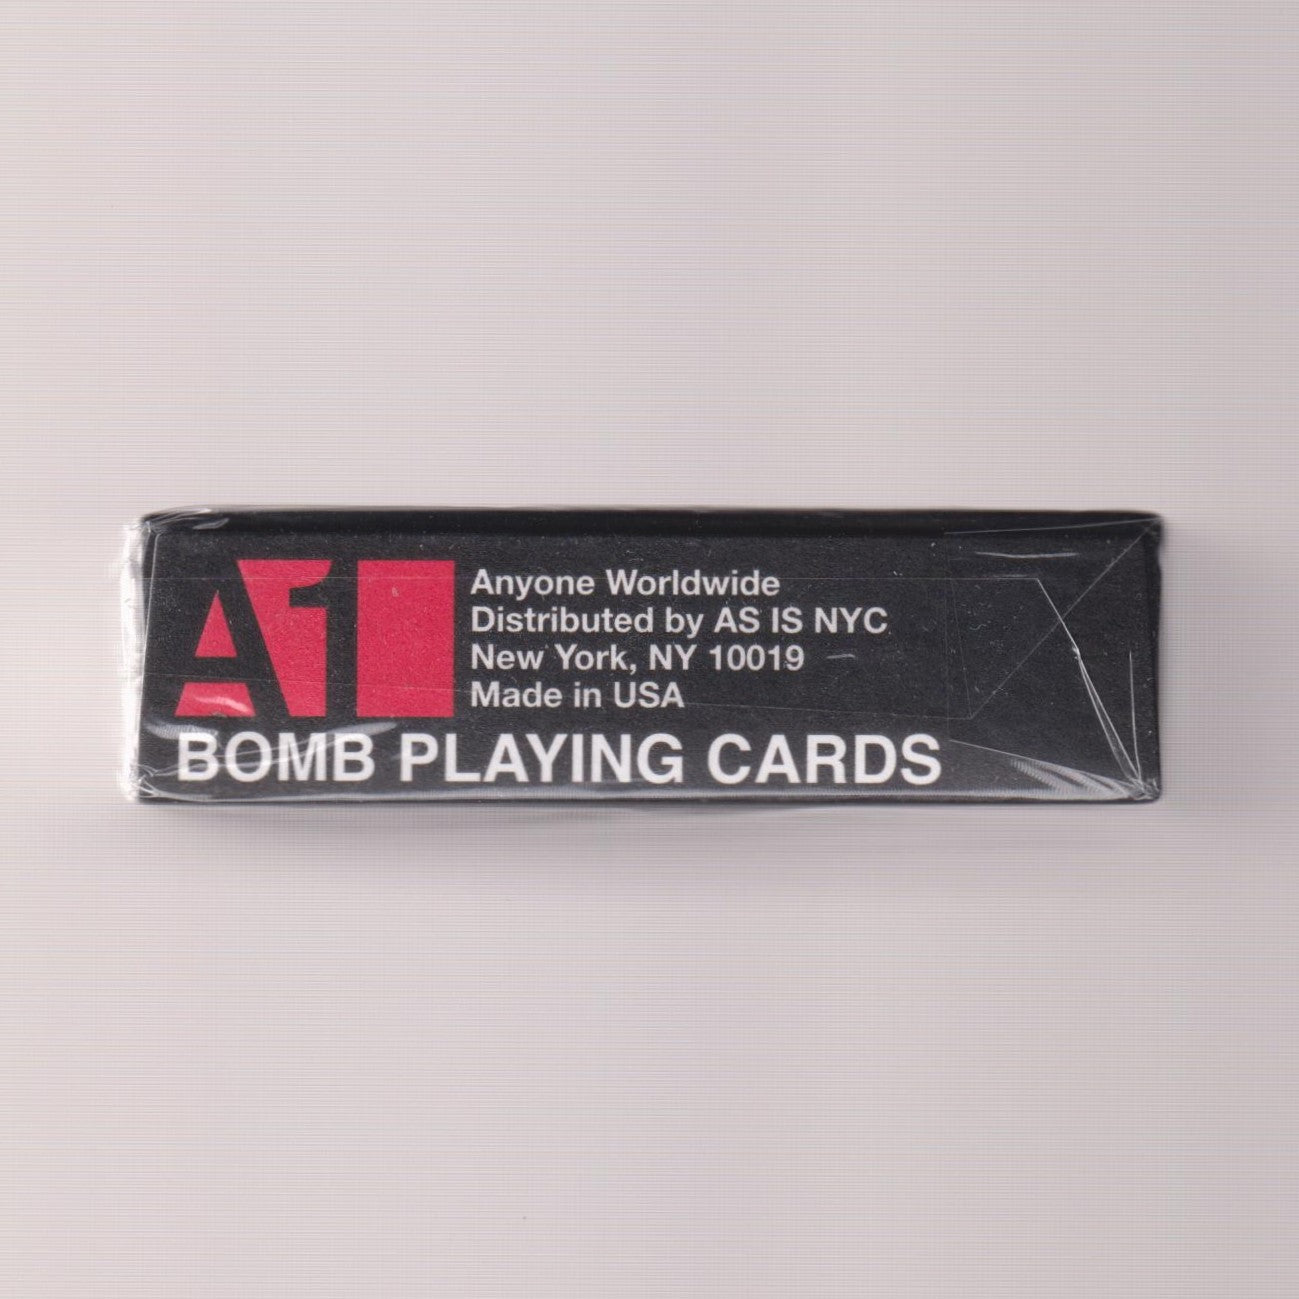 A1
Anyone Worldwide
Distributed by AS IS NYC
New York, NY 10019
Made in USA
BOMB PLAYING CARDS